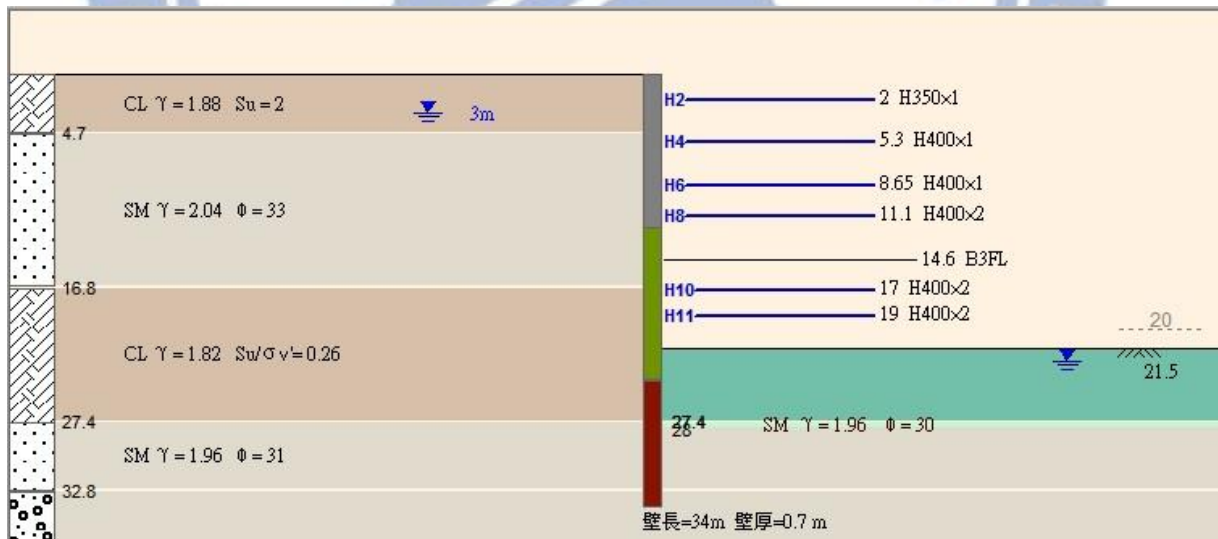 CL γ=1.88 Su=2
3m
4.7
SM γ=2.04 Φ=33
16.8
CL γ=1.82 Su/σv'=0.26
27.4
SM γ=1.96 Φ=31
32.8
H2 2 H350×1
H4 5.3 H400×1
H6 8.65 H400×1
H8 11.1 H400×2
14.6 B3FL
H10 17 H400×2
H11 19 H400×2
20
21.5
27.4
28
SM γ=1.96 Φ=30
壁長=34m 壁厚=0.7 m